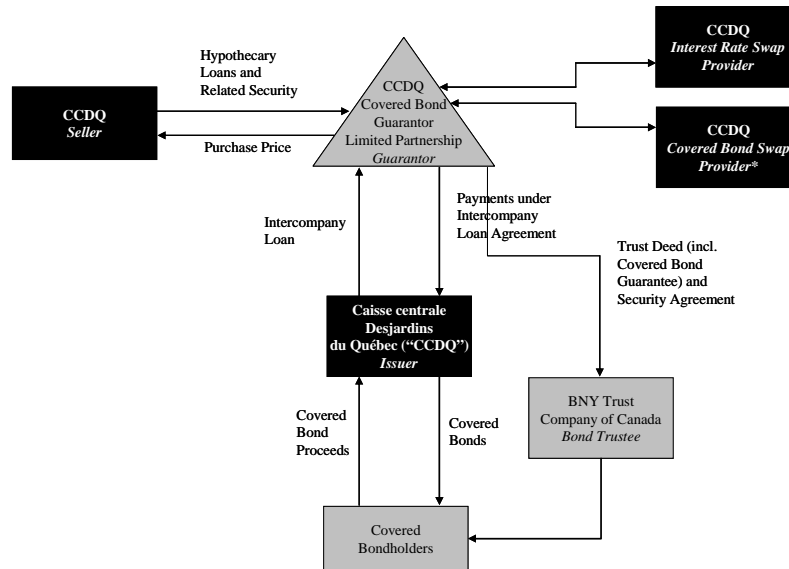 CCDQ
Interest Rate Swap
Provider
Hypothecary
Loans and
Related Security
CCDQ
Seller
Purchase Price
CCDQ
Covered Bond
Guarantor
Limited Partnership
Guarantor
CCDQ
Covered Bond Swap
Provider*
Intercompany
Loan
Payments under
Intercompany
Loan Agreement
Trust Deed (incl.
Covered Bond
Guarantee) and
Security Agreement
Caisse centrale
Desjardins
du Québec (“CCDQ”)
Issuer
BNY Trust
Company of Canada
Bond Trustee
Covered
Bond
Proceeds
Covered
Bonds
Covered
Bondholders